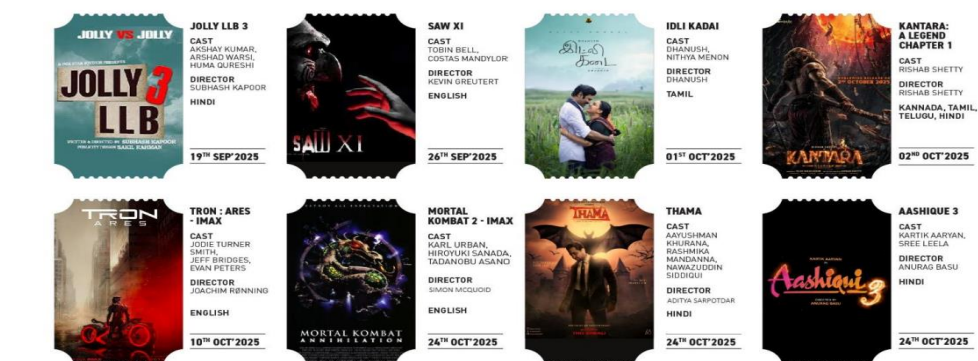 JOLLY VS JOLLY
JOLLY 3
LLB
JOLLY LLB 3
CAST
AKSHAY KUMAR,
ARSHAD WARSI,
HUMA QURESHI
DIRECTOR
SUBHASH KAPOOR
HINDI
19TH SEP'2025
SAW XI
SAW XI
CAST
TOBIN BELL,
COSTAS MANDYLOR
DIRECTOR
KEVIN GREUTERT
ENGLISH
26TH SEP'2025
இட்லி
கடை
IDLI KADAI
CAST
DHANUSH,
NITHYA MENON
DIRECTOR
DHANUSH
TAMIL
01ST OCT'2025
KANTARA
KANTARA:
A LEGEND
CHAPTER 1
CAST
RISHAB SHETTY
DIRECTOR
RISHAB SHETTY
KANNADA, TAMIL,
TELUGU, HINDI
02ND OCT'2025
TRON
ARES
TRON : ARES
- IMAX
CAST
JODIE TURNER
SMITH,
JEFF BRIDGES,
EVAN PETERS
DIRECTOR
JOACHIM RØNNING
ENGLISH
10TH OCT'2025
MORTAL KOMBAT
ANNIHILATION
MORTAL
KOMBAT 2 - IMAX
CAST
KARL URBAN,
HIROYUKI SANADA,
TADANOBU ASANO
DIRECTOR
SIMON MCQUOID
ENGLISH
24TH OCT'2025
THAMA
THAMA
CAST
AAYUSHMAN
KHURANA,
RASHMIKA
MANDANNA,
NAWAZUDDIN
SIDDIQUI
DIRECTOR
ADITYA SARPOTDAR
HINDI
24TH OCT'2025
KARTIK AARYAN
Aashiqui
3
ANURAG BASU
AASHIQUE 3
CAST
KARTIK AARYAN,
SREE LEELA
DIRECTOR
ANURAG BASU
HINDI
24TH OCT'2025